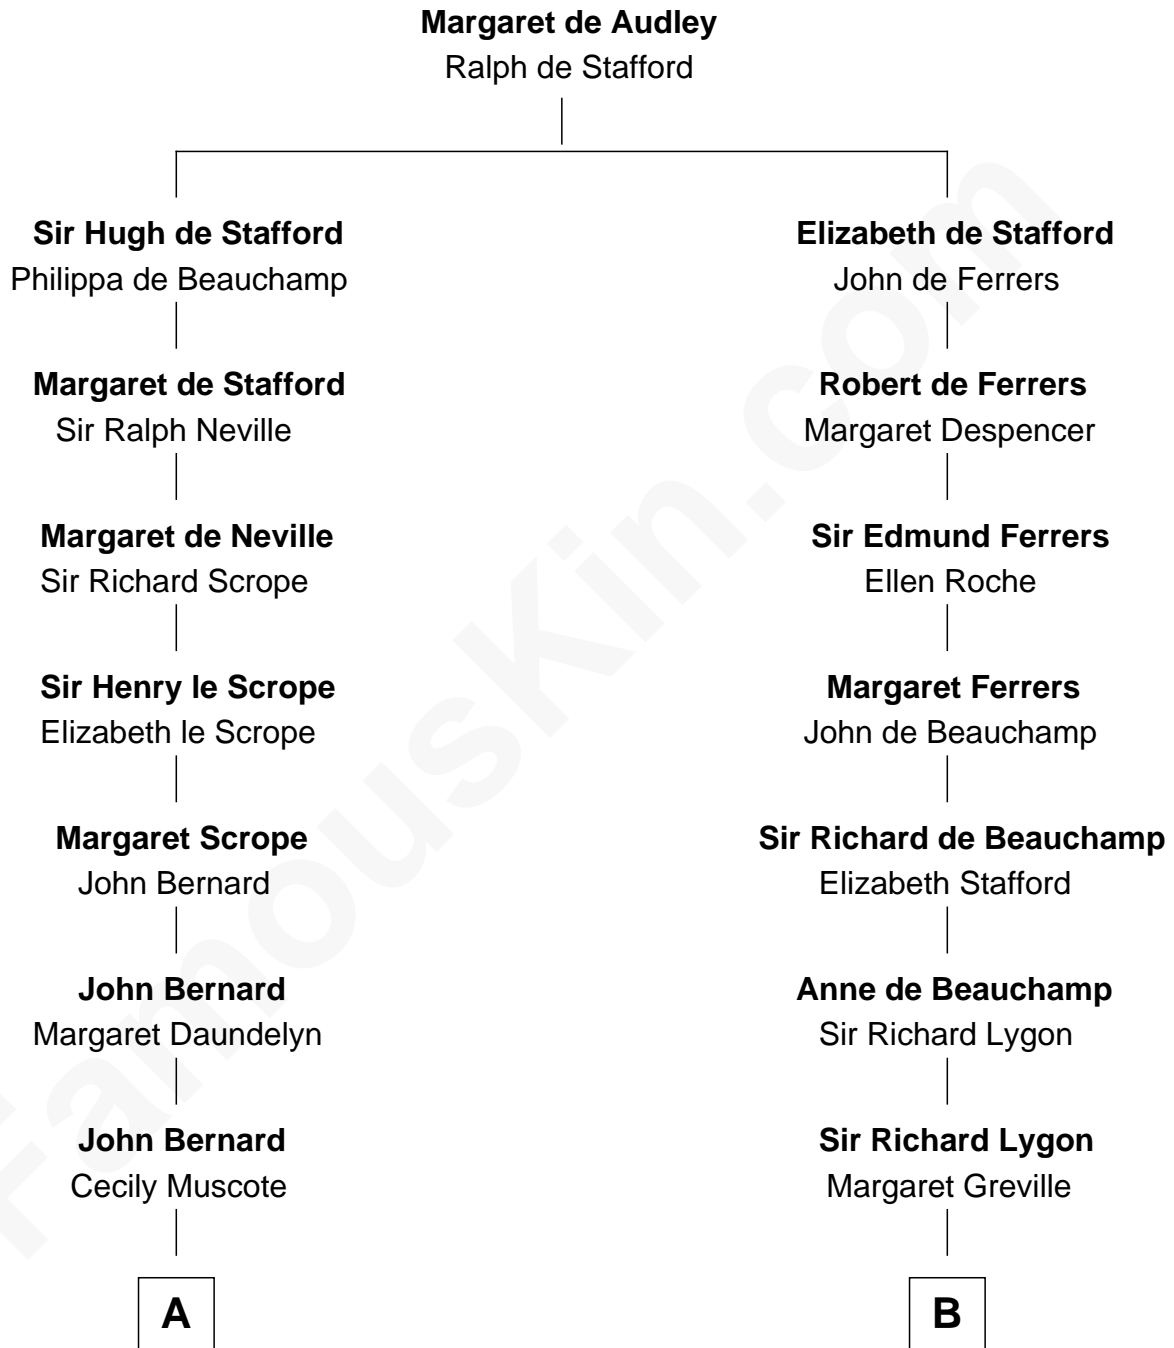 Margaret de Audley
Ralph de Stafford
Sir Hugh de Stafford
Philippa de Beauchamp
Elizabeth de Stafford
John de Ferrers
Margaret de Stafford
Sir Ralph Neville
Robert de Ferrers
Margaret Despencer
Margaret de Neville
Sir Richard Scrope
Sir Edmund Ferrers
Ellen Roche
Sir Henry le Scrope
Elizabeth le Scrope
Margaret Ferrers
John de Beauchamp
Margaret Scrope
John Bernard
Sir Richard de Beauchamp
Elizabeth Stafford
John Bernard
Margaret Daundelyn
Anne de Beauchamp
Sir Richard Lygon
John Bernard
Cecily Muscote
Sir Richard Lygon
Margaret Greville
A
B
FamousKin.com